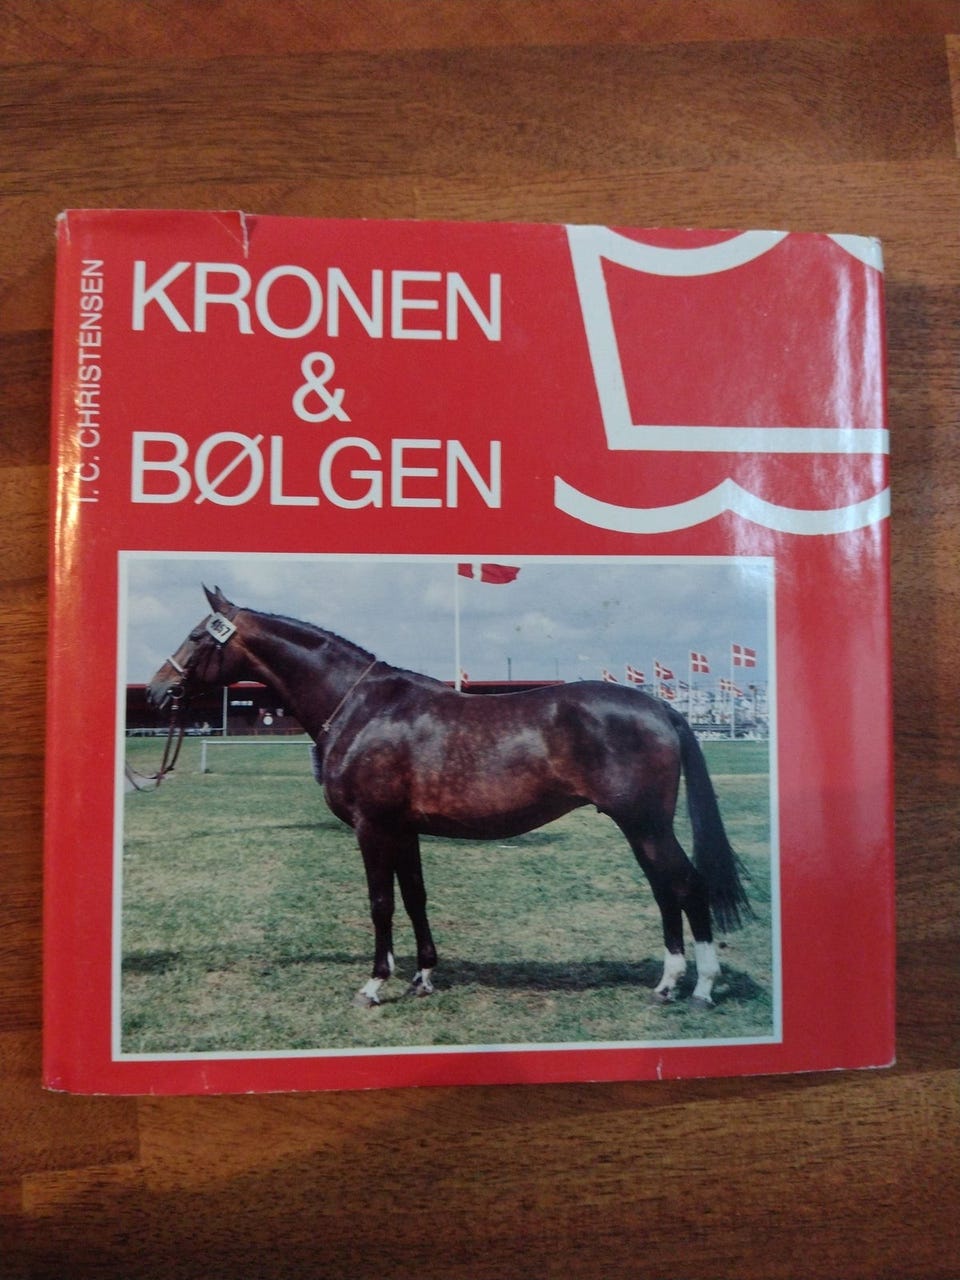 KRONEN
&
BØLGEN
I. C. CHRISTENSEN